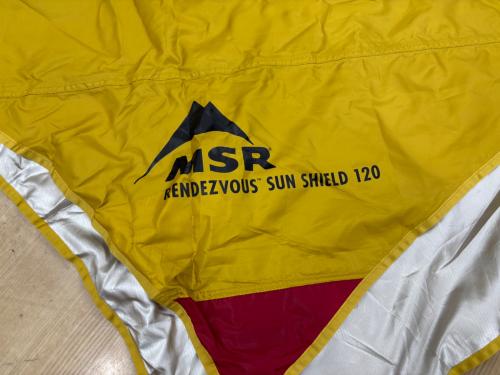 MSR
RENDEZVOUS™ SUN SHIELD 120